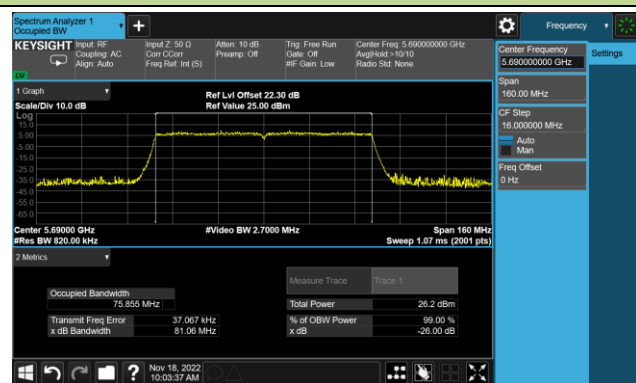 Spectrum Analyzer 1
Occupied BW
Frequency
KEYSIGHT
Input: RF
Coupling: AC
Align: Auto
Input Z: 50 Ω
Corr CCorr
Freq Ref: Int (S)
Atten: 10 dB
Preamp: Off
Trig: Free Run
Gate: Off
#IF Gain: Low
Center Freq: 5.690000000 GHz
Avg|Hold:>10/10
Radio Std: None
Center Frequency
5.690000000 GHz
Settings
Span
160.00 MHz
CF Step
16.000000 MHz
Auto
Man
Freq Offset
0 Hz
1 Graph
Scale/Div 10.0 dB
Ref Lvl Offset 22.30 dB
Ref Value 25.00 dBm
Log
15.0
5.00
-5.00
-15.0
-25.0
-35.0
-45.0
-55.0
-65.0
Center 5.69000 GHz
#Res BW 820.00 kHz
#Video BW 2.7000 MHz
Span 160 MHz
Sweep 1.07 ms (2001 pts)
2 Metrics
Measure Trace
Trace 1
Occupied Bandwidth
75.855 MHz
Total Power
26.2 dBm
Transmit Freq Error
37.067 kHz
% of OBW Power
99.00 %
x dB Bandwidth
81.06 MHz
x dB
-26.00 dB
?
Nov 18, 2022
10:03:37 AM